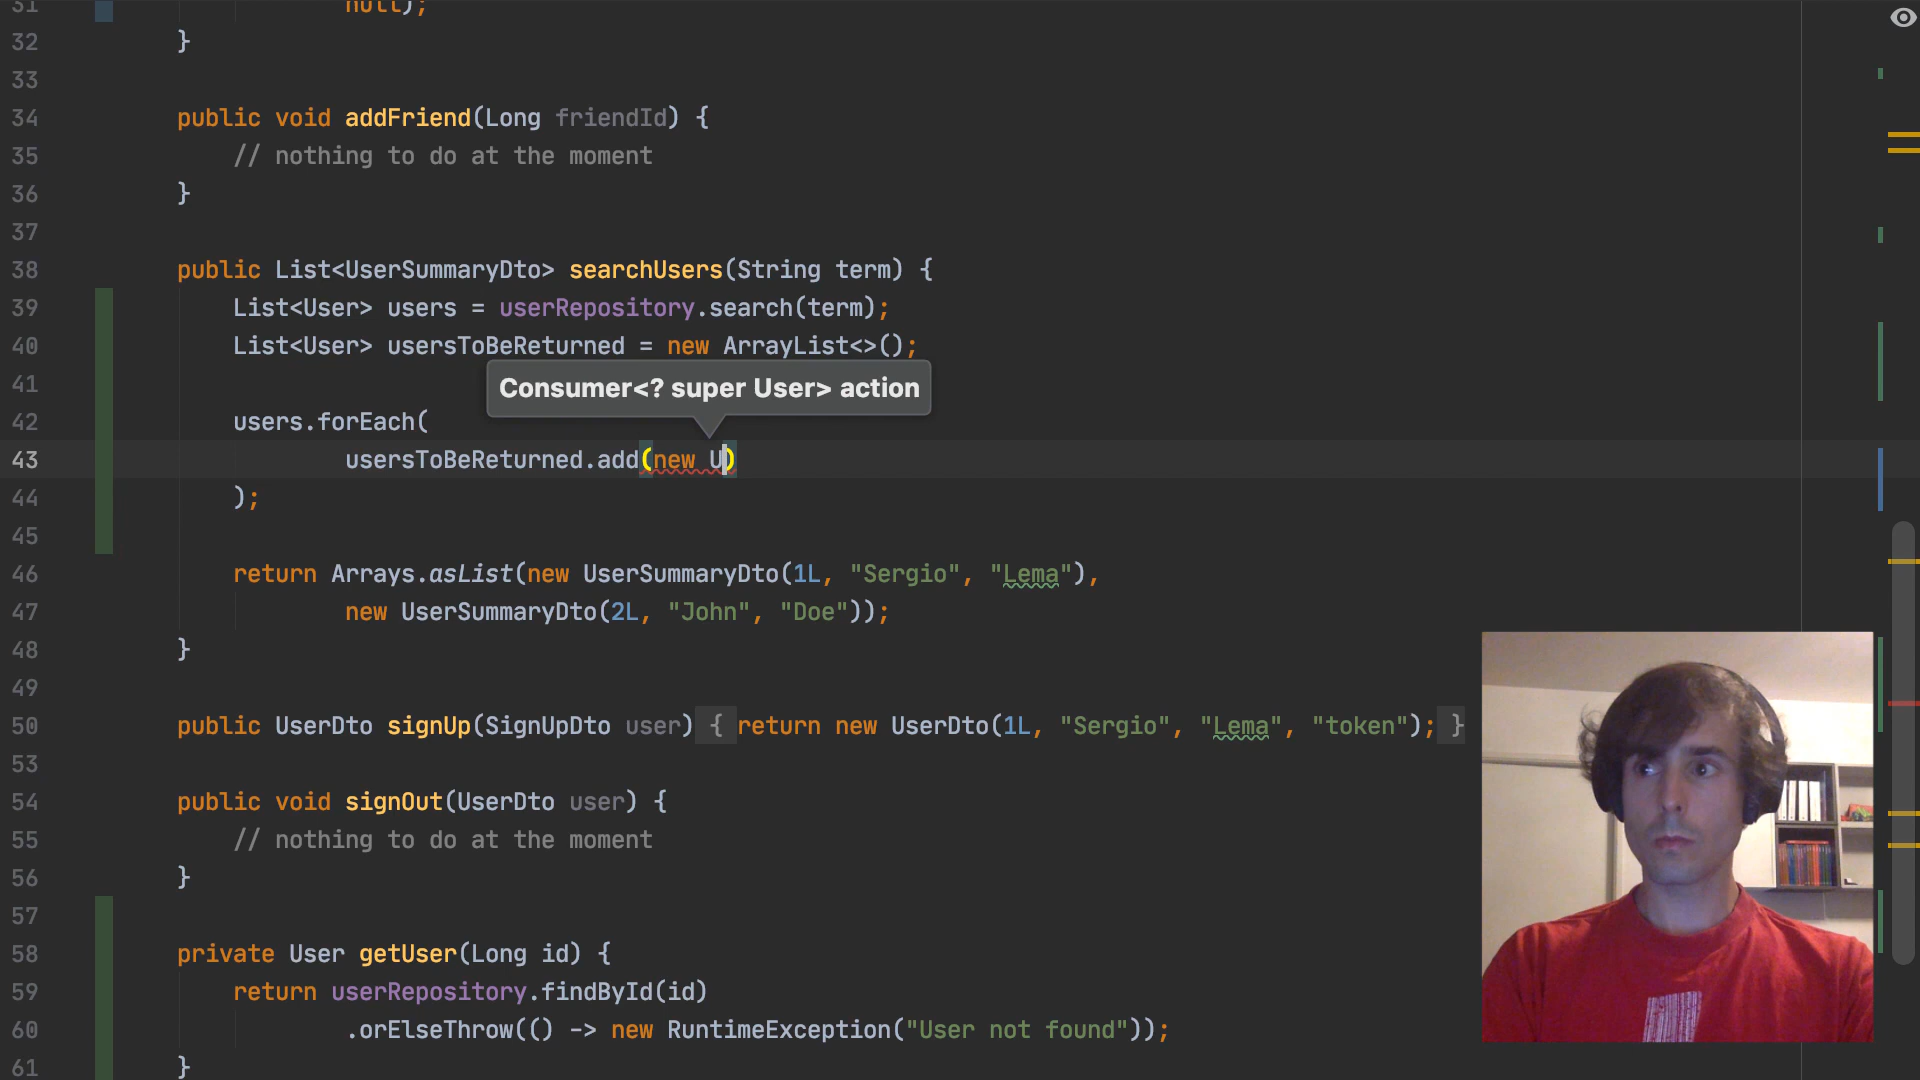 31 null);
32 }
33
34 public void addFriend(Long friendId) {
35 // nothing to do at the moment
36 }
37
38 public List<UserSummaryDto> searchUsers(String term) {
39 List<User> users = userRepository.search(term);
40 List<User> usersToBeReturned = new ArrayList<>();
41
Consumer<? super User> action
42 users.forEach(
43 usersToBeReturned.add(new U)
44 );
45
46 return Arrays.asList(new UserSummaryDto(1L, "Sergio", "Lema"),
47 new UserSummaryDto(2L, "John", "Doe"));
48 }
49
50 public UserDto signUp(SignUpDto user) { return new UserDto(1L, "Sergio", "Lema", "token"); }
53
54 public void signOut(UserDto user) {
55 // nothing to do at the moment
56 }
57
58 private User getUser(Long id) {
59 return userRepository.findById(id)
60 .orElseThrow(() -> new RuntimeException("User not found"));
61 }